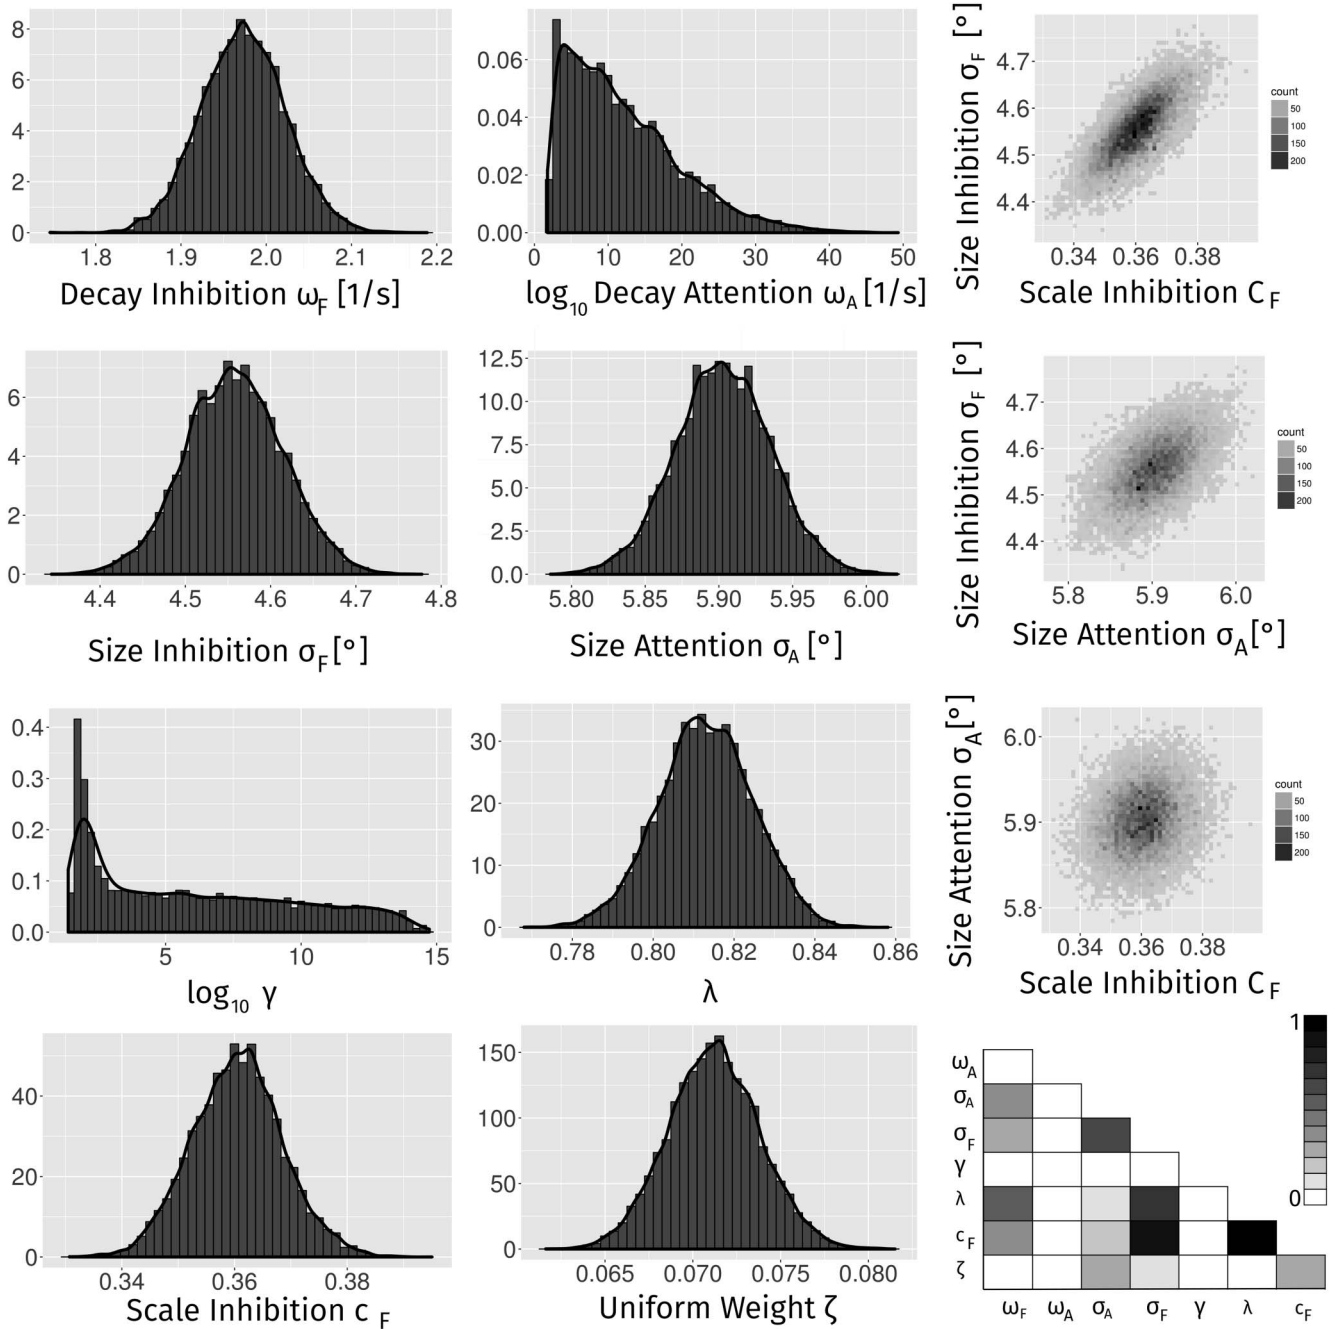 8
6
4
2
0
1.8 1.9 2.0 2.1 2.2
Decay Inhibition ω_F [1/s]
0.06
0.04
0.02
0.00
0 10 20 30 40 50
log₁₀ Decay Attention ω_A [1/s]
Size Inhibition σ_F [°]
4.7
4.6
4.5
4.4
0.34 0.36 0.38
Scale Inhibition C_F
count
50
100
150
200
6
4
2
0
4.4 4.5 4.6 4.7 4.8
Size Inhibition σ_F [°]
12.5
10.0
7.5
5.0
2.5
0.0
5.80 5.85 5.90 5.95 6.00
Size Attention σ_A [°]
Size Inhibition σ_F [°]
4.7
4.6
4.5
4.4
5.8 5.9 6.0
Size Attention σ_A [°]
count
50
100
150
200
0.4
0.3
0.2
0.1
0.0
5 10 15
log₁₀ γ
30
20
10
0
0.78 0.80 0.82 0.84 0.86
λ
Size Attention σ_A [°]
6.0
5.9
5.8
0.34 0.36 0.38
Scale Inhibition C_F
count
50
100
150
200
40
20
0
0.34 0.36 0.38
Scale Inhibition c_F
150
100
50
0
0.065 0.070 0.075 0.080
Uniform Weight ζ
1
0
ω_A
σ_A
σ_F
γ
λ
c_F
ζ
ω_F ω_A σ_A σ_F γ λ c_F